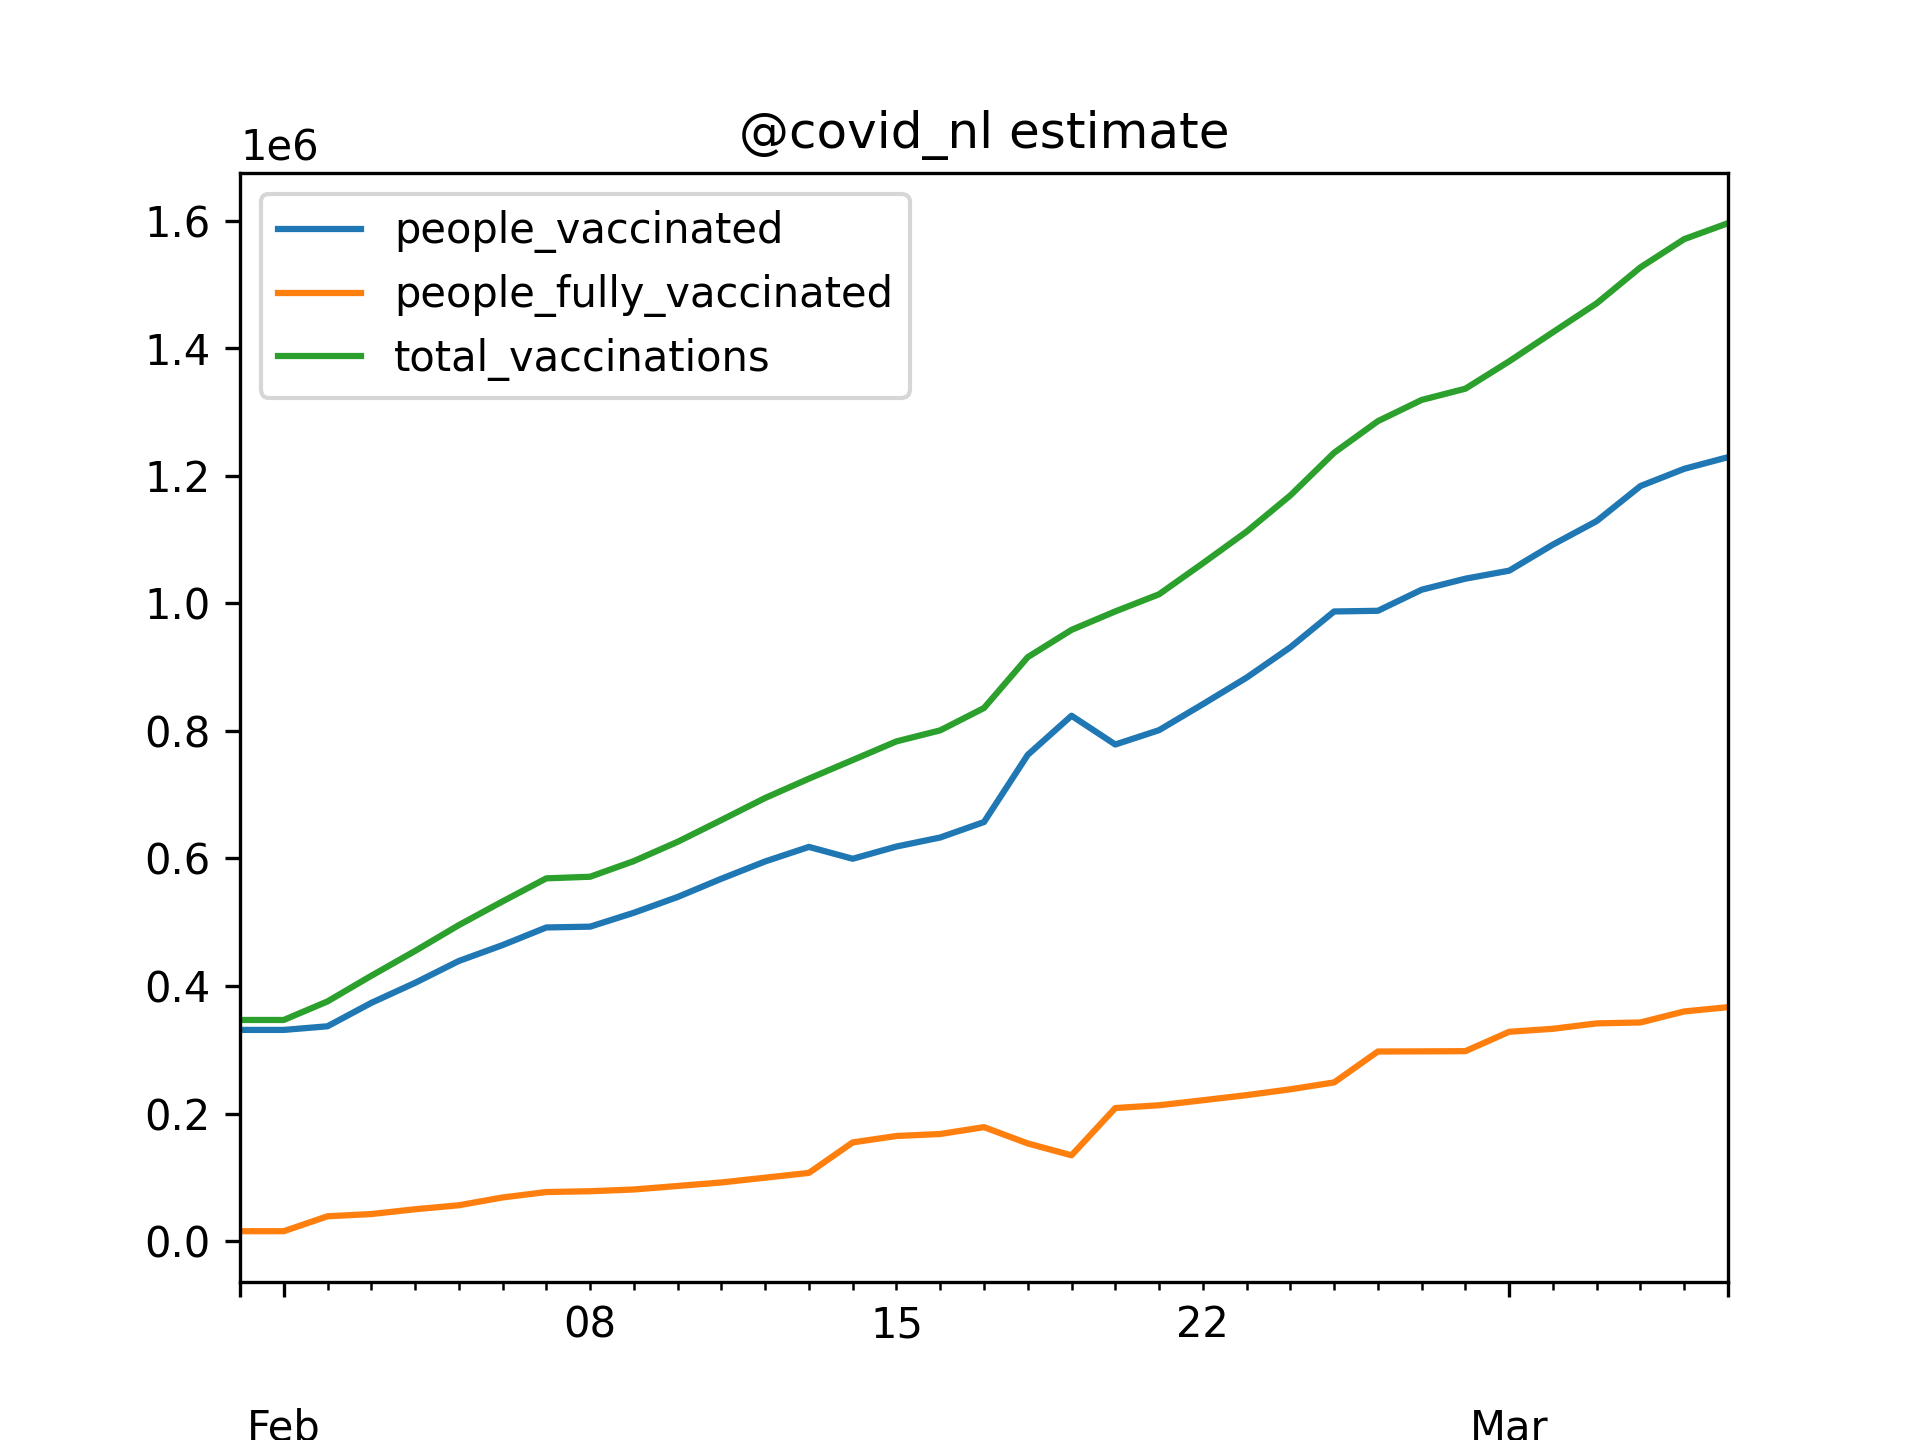 @covid_nl estimate
1e6
1.6
1.4
1.2
1.0
0.8
0.6
0.4
0.2
0.0
people_vaccinated
people_fully_vaccinated
total_vaccinations
08 15 22
Feb Mar